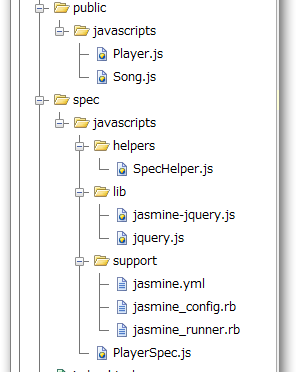 public
javascripts
Player.js
Song.js
spec
javascripts
helpers
SpecHelper.js
lib
jasmine-jquery.js
jquery.js
support
jasmine.yml
jasmine_config.rb
jasmine_runner.rb
PlayerSpec.js